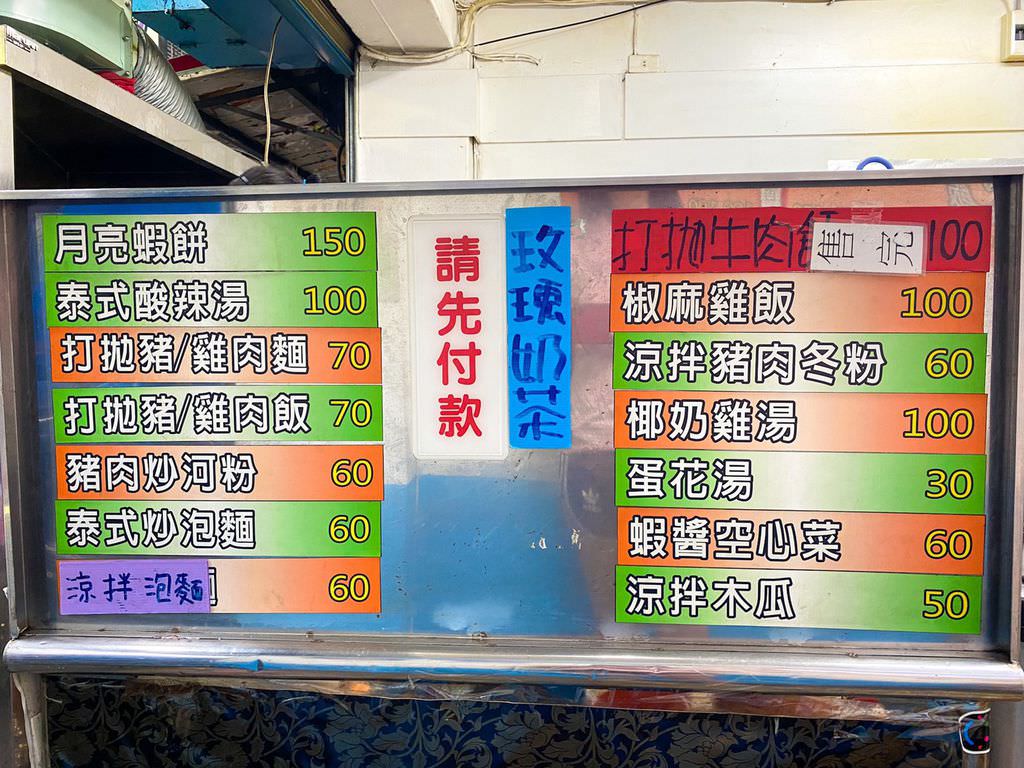 月亮蝦餅 150
泰式酸辣湯 100
打拋豬/雞肉麵 70
打拋豬/雞肉飯 70
豬肉炒河粉 60
泰式炒泡麵 60
涼拌泡麵 60
請先付款
玫瑰奶茶
打拋牛肉飯 100
售完
椒麻雞飯 100
涼拌豬肉冬粉 60
椰奶雞湯 100
蛋花湯 30
蝦醬空心菜 60
涼拌木瓜 50